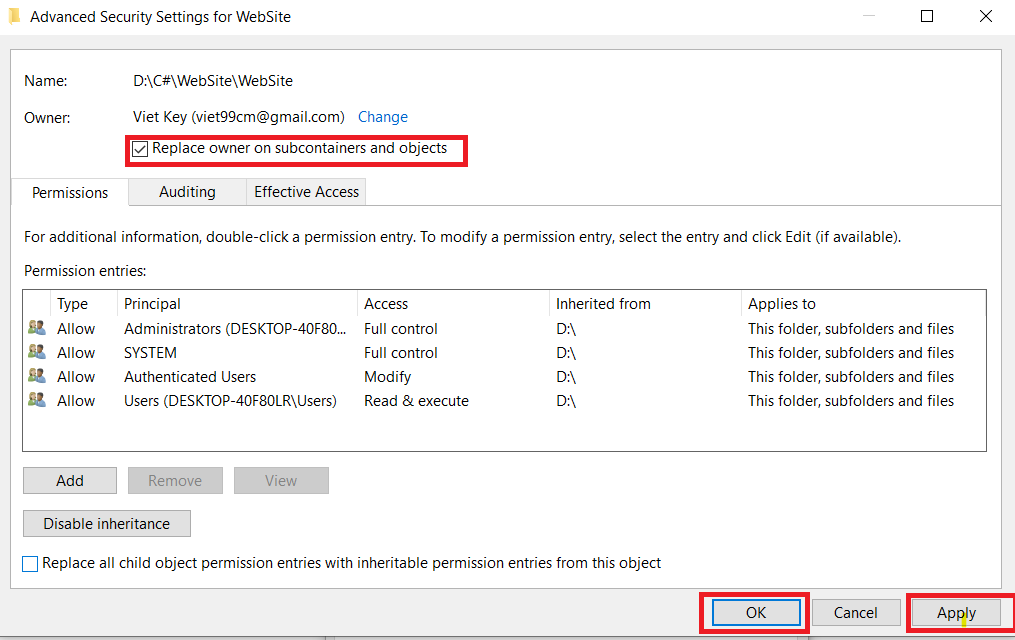 Advanced Security Settings for WebSite
Name: D:\C#\WebSite\WebSite
Owner: Viet Key (viet99cm@gmail.com) Change
Replace owner on subcontainers and objects
Permissions Auditing Effective Access
For additional information, double-click a permission entry. To modify a permission entry, select the entry and click Edit (if available).
Permission entries:
Type Principal Access Inherited from Applies to
Allow Administrators (DESKTOP-40F80... Full control D:\ This folder, subfolders and files
Allow SYSTEM Full control D:\ This folder, subfolders and files
Allow Authenticated Users Modify D:\ This folder, subfolders and files
Allow Users (DESKTOP-40F80LR\Users) Read & execute D:\ This folder, subfolders and files
Add Remove View
Disable inheritance
Replace all child object permission entries with inheritable permission entries from this object
OK Cancel Apply